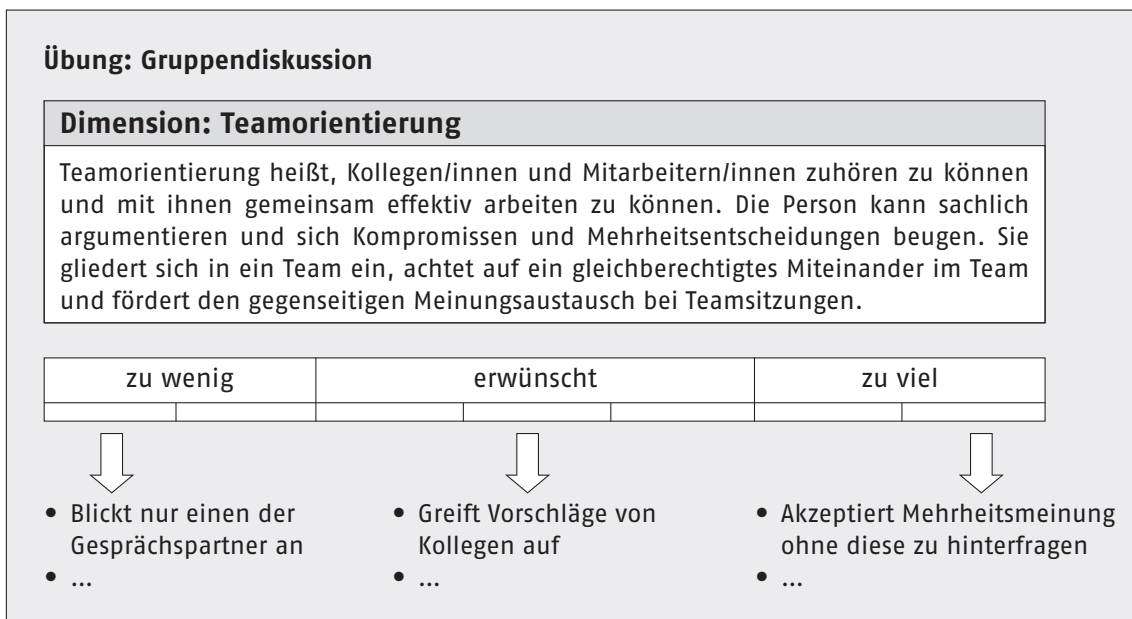 Übung: Gruppendiskussion
Dimension: Teamorientierung
Teamorientierung heißt, Kollegen/innen und Mitarbeitern/innen zuhören zu können
und mit ihnen gemeinsam effektiv arbeiten zu können. Die Person kann sachlich
argumentieren und sich Kompromissen und Mehrheitsentscheidungen beugen. Sie
gliedert sich in ein Team ein, achtet auf ein gleichberechtigtes Miteinander im Team
und fördert den gegenseitigen Meinungsaustausch bei Teamsitzungen.
zu wenig
erwünscht
zu viel
• Blickt nur einen der
Gesprächspartner an
• ...
• Greift Vorschläge von
Kollegen auf
• ...
• Akzeptiert Mehrheitsmeinung
ohne diese zu hinterfragen
• ...